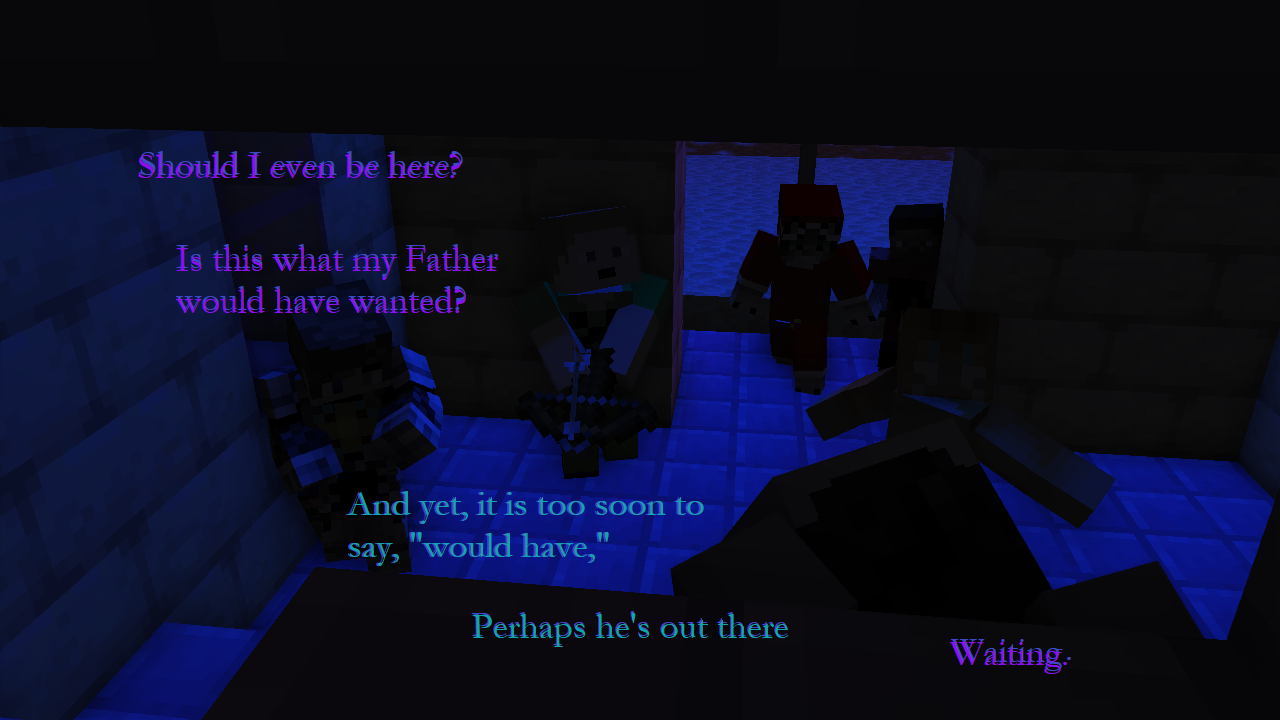 Should I even be here?
Is this what my Father
would have wanted?
And yet, it is too soon to
say, "would have,"
Perhaps he's out there
Waiting.